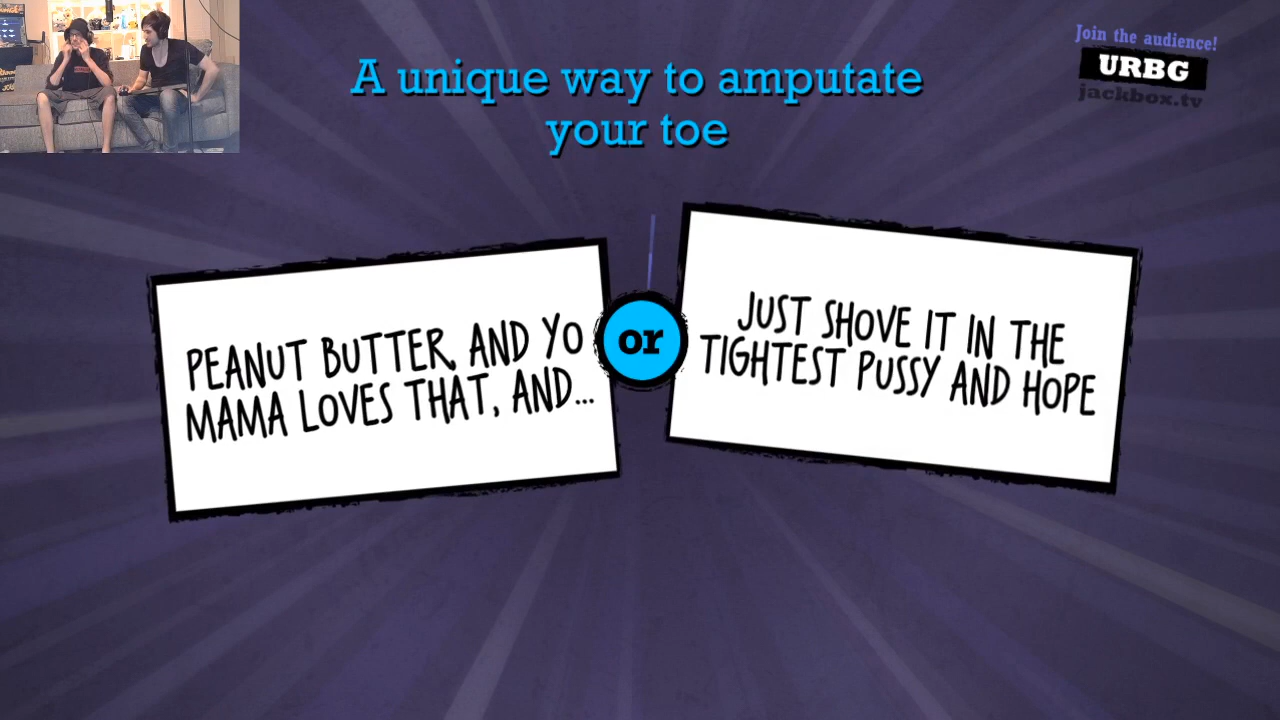 Join the audience!
URBG
jackbox.tv
A unique way to amputate
your toe
PEANUT BUTTER, AND YO
MAMA LOVES THAT, AND...
or
JUST SHOVE IT IN THE
TIGHTEST PUSSY AND HOPE